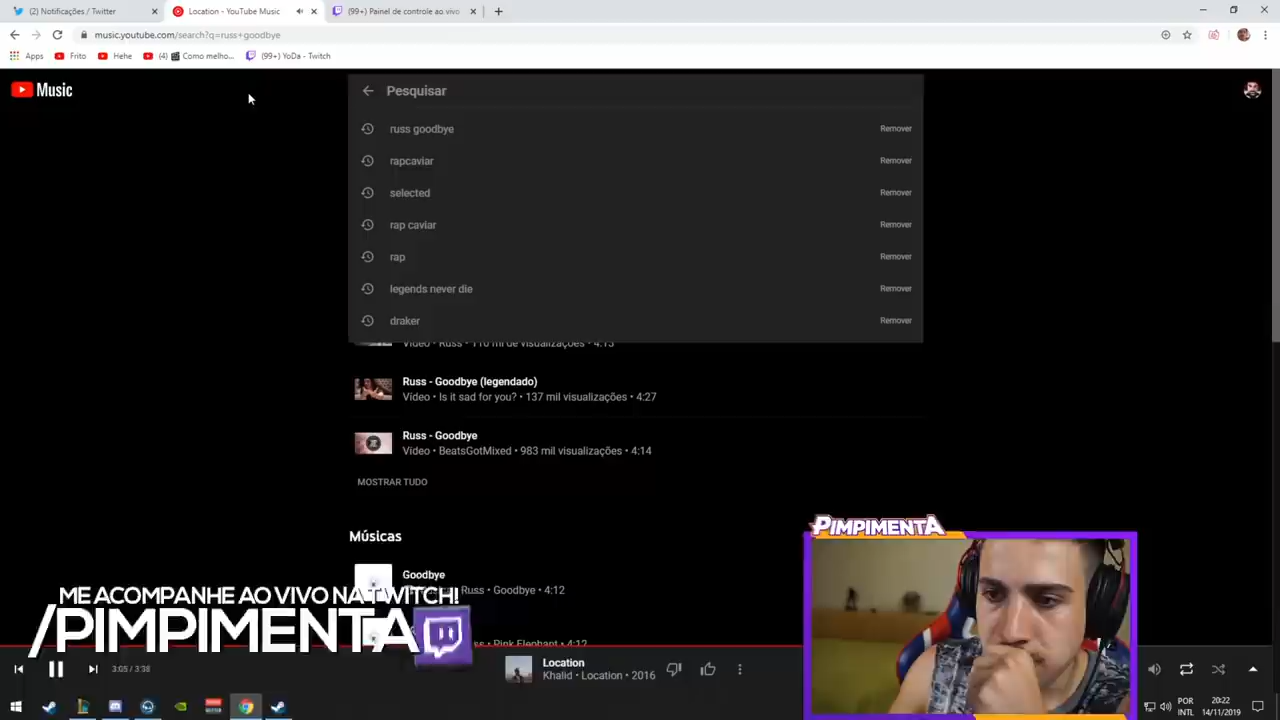 (2) Notificações / Twitter
Location - YouTube Music
(99+) Painel de controle ao vivo
music.youtube.com/search?q=russ+goodbye
Apps
Frito
Hehe
(4) Como melho...
(99+) YoDa - Twitch
Music
Pesquisar
russ goodbye Remover
rapcaviar Remover
selected Remover
rap caviar Remover
rap Remover
legends never die Remover
draker Remover
Vídeo • Russ • 110 mi de visualizações • 4:13
Russ - Goodbye (legendado)
Vídeo • Is it sad for you? • 137 mil visualizações • 4:27
Russ - Goodbye
Vídeo • BeatsGotMixed • 983 mil visualizações • 4:14
MOSTRAR TUDO
Músicas
Goodbye
Russ • Goodbye • 4:12
Pink Elephant • 4:12
PIMPIMENTA
ME ACOMPANHE AO VIVO NA TWITCH!
/PIMPIMENTA
3:05 / 3:38
Location
Khalid • Location • 2016
POR
INTL
20:22
14/11/2019